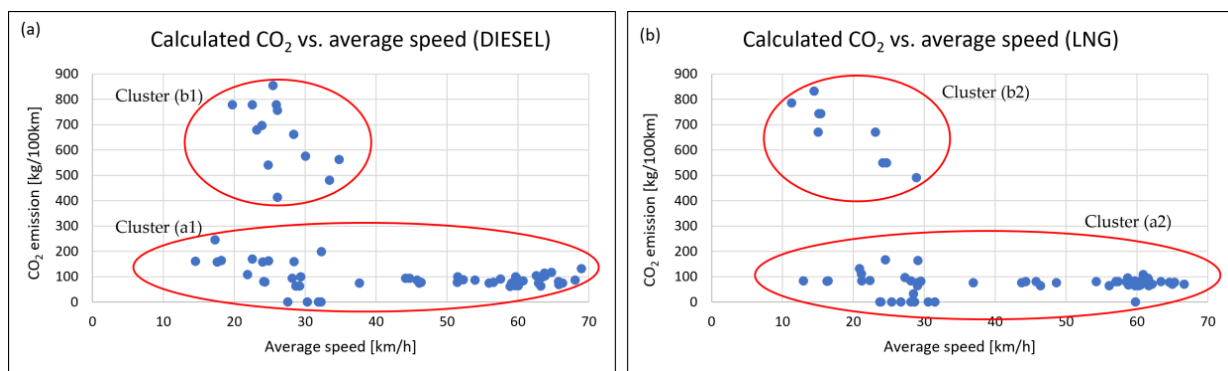 (a)
Calculated CO₂ vs. average speed (DIESEL)
CO₂ emission [kg/100km]
900
800
700
600
500
400
300
200
100
0
Cluster (b1)
Cluster (a1)
0 10 20 30 40 50 60 70
Average speed [km/h]
(b)
Calculated CO₂ vs. average speed (LNG)
CO₂ emission [kg/100km]
900
800
700
600
500
400
300
200
100
0
Cluster (b2)
Cluster (a2)
0 10 20 30 40 50 60 70
Average speed [km/h]